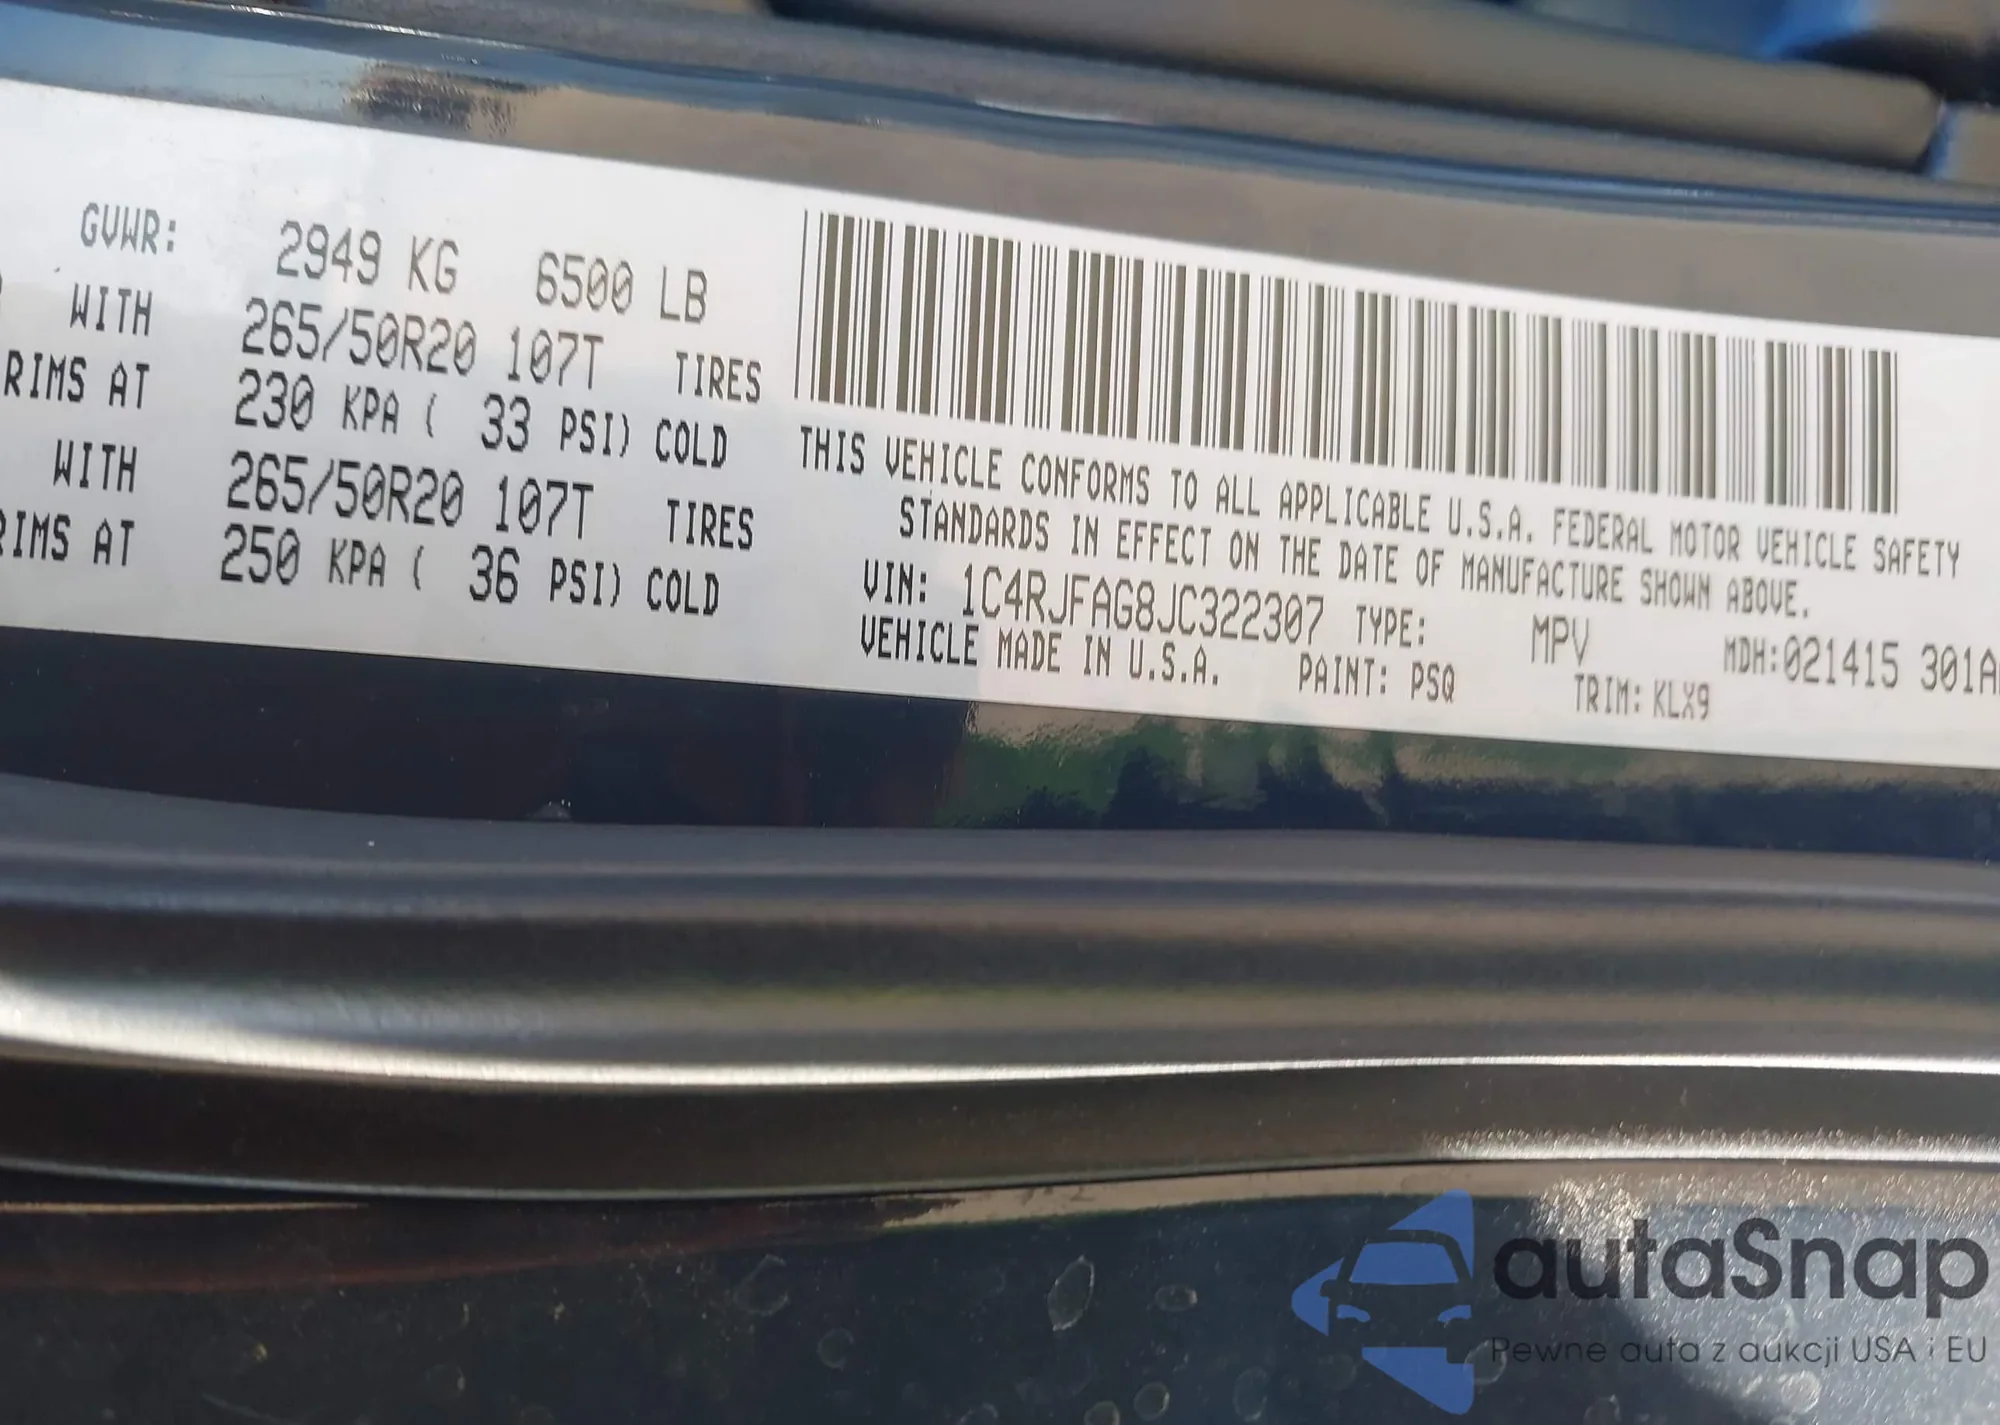 GVWR: 2949 KG 6500 LB
WITH 265/50R20 107T TIRES
RIMS AT 230 KPA ( 33 PSI) COLD
WITH 265/50R20 107T TIRES
RIMS AT 250 KPA ( 36 PSI) COLD
THIS VEHICLE CONFORMS TO ALL APPLICABLE U.S.A. FEDERAL MOTOR VEHICLE SAFETY
STANDARDS IN EFFECT ON THE DATE OF MANUFACTURE SHOWN ABOVE.
VIN: 1C4RJFAG8JC322307 TYPE: MPV MDH:021415 301A
VEHICLE MADE IN U.S.A. PAINT: PSQ TRIM: KLX9
autaSnap
Pewne auta z aukcji USA i EU